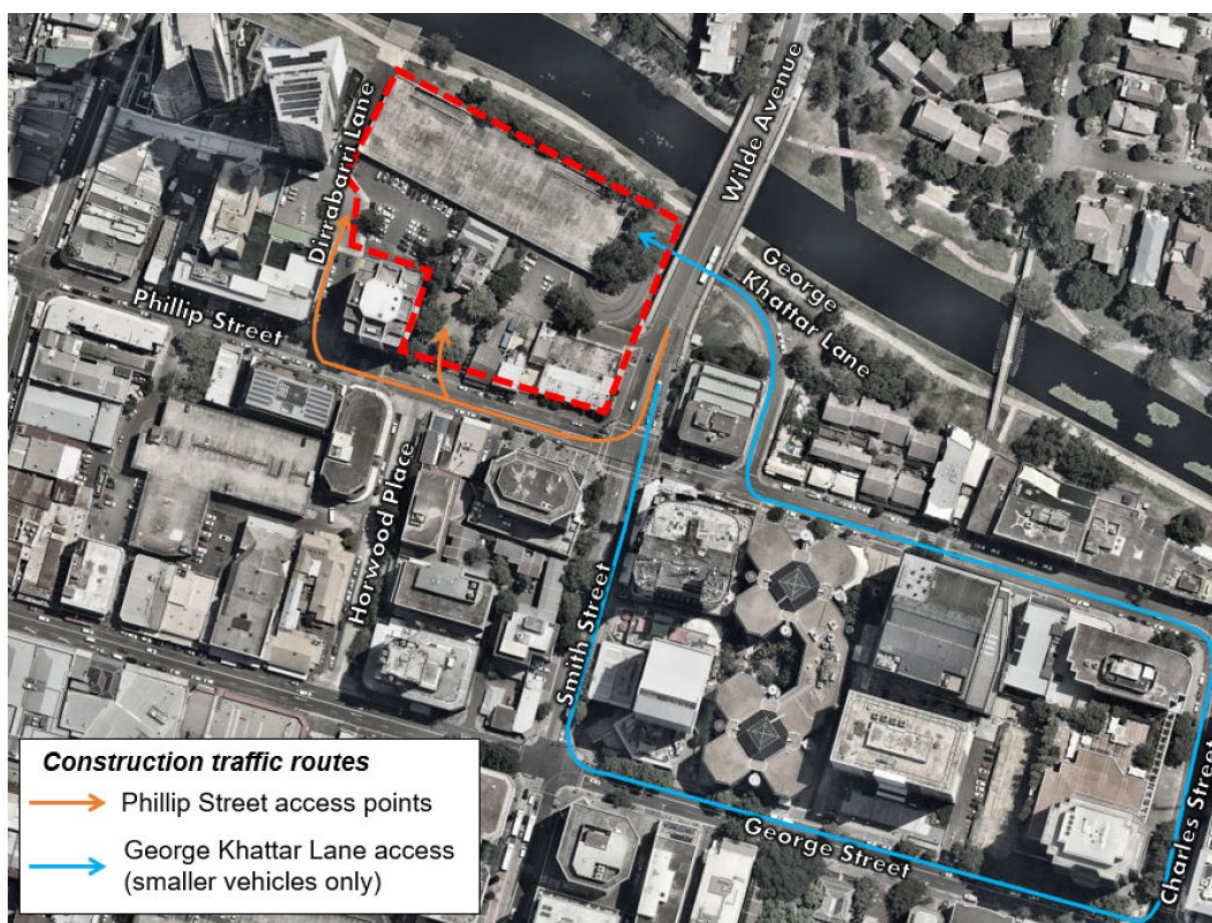 Wilde Avenue
Dirrabarri Lane
George
Khattar Lane
Phillip Street
Horwood Place
Smith Street
George Street
Charles Street
Construction traffic routes
Phillip Street access points
George Khattar Lane access
(smaller vehicles only)